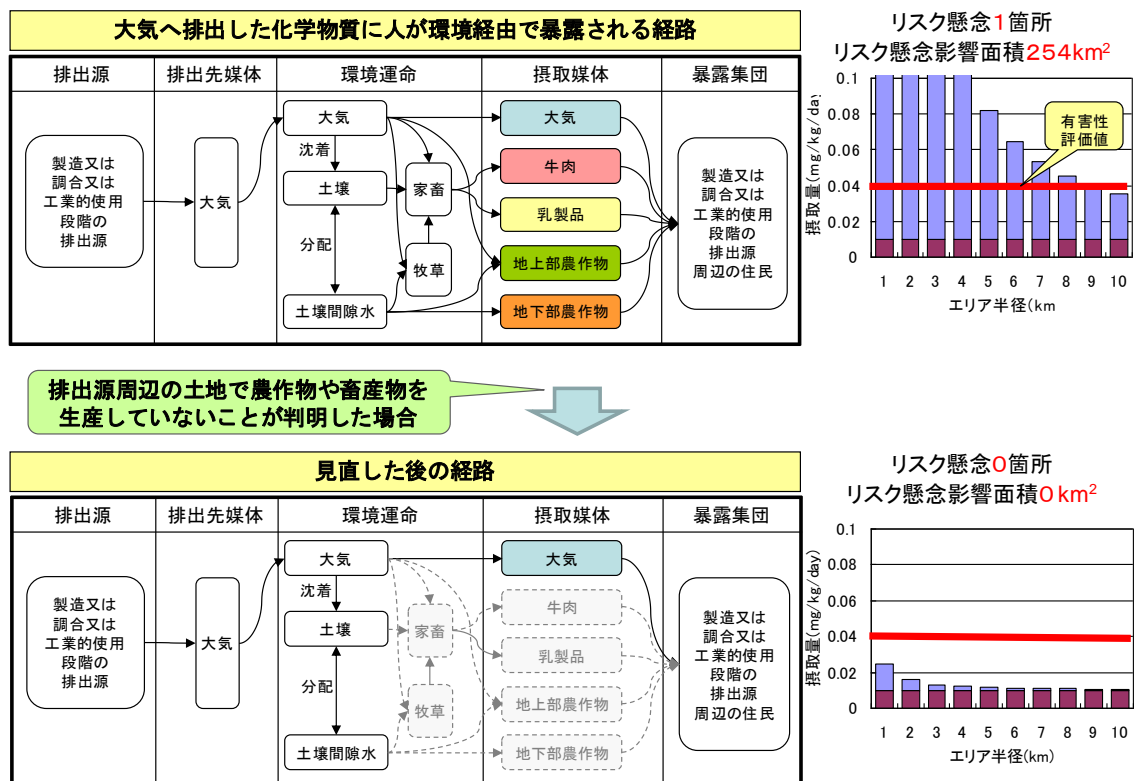 大気へ排出した化学物質に人が環境経由で暴露される経路
排出源
排出先媒体
環境運命
摂取媒体
暴露集団
製造又は
調合又は
工業的使用
段階の
排出源
大気
大気
沈着
土壌
分配
土壌間隙水
家畜
牧草
大気
牛肉
乳製品
地上部農作物
地下部農作物
製造又は
調合又は
工業的使用
段階の
排出源
周辺の住民
リスク懸念1箇所
リスク懸念影響面積254km²
摂取量(mg/kg/day)
0.1
0.08
0.06
0.04
0.02
0
有害性
評価値
1 2 3 4 5 6 7 8 9 10
エリア半径(km
排出源周辺の土地で農作物や畜産物を
生産していないことが判明した場合
見直した後の経路
排出源
排出先媒体
環境運命
摂取媒体
暴露集団
製造又は
調合又は
工業的使用
段階の
排出源
大気
大気
沈着
土壌
分配
土壌間隙水
家畜
牧草
大気
牛肉
乳製品
地上部農作物
地下部農作物
製造又は
調合又は
工業的使用
段階の
排出源
周辺の住民
リスク懸念0箇所
リスク懸念影響面積0km²
摂取量(mg/kg/day)
0.1
0.08
0.06
0.04
0.02
0
1 2 3 4 5 6 7 8 9 10
エリア半径(km)